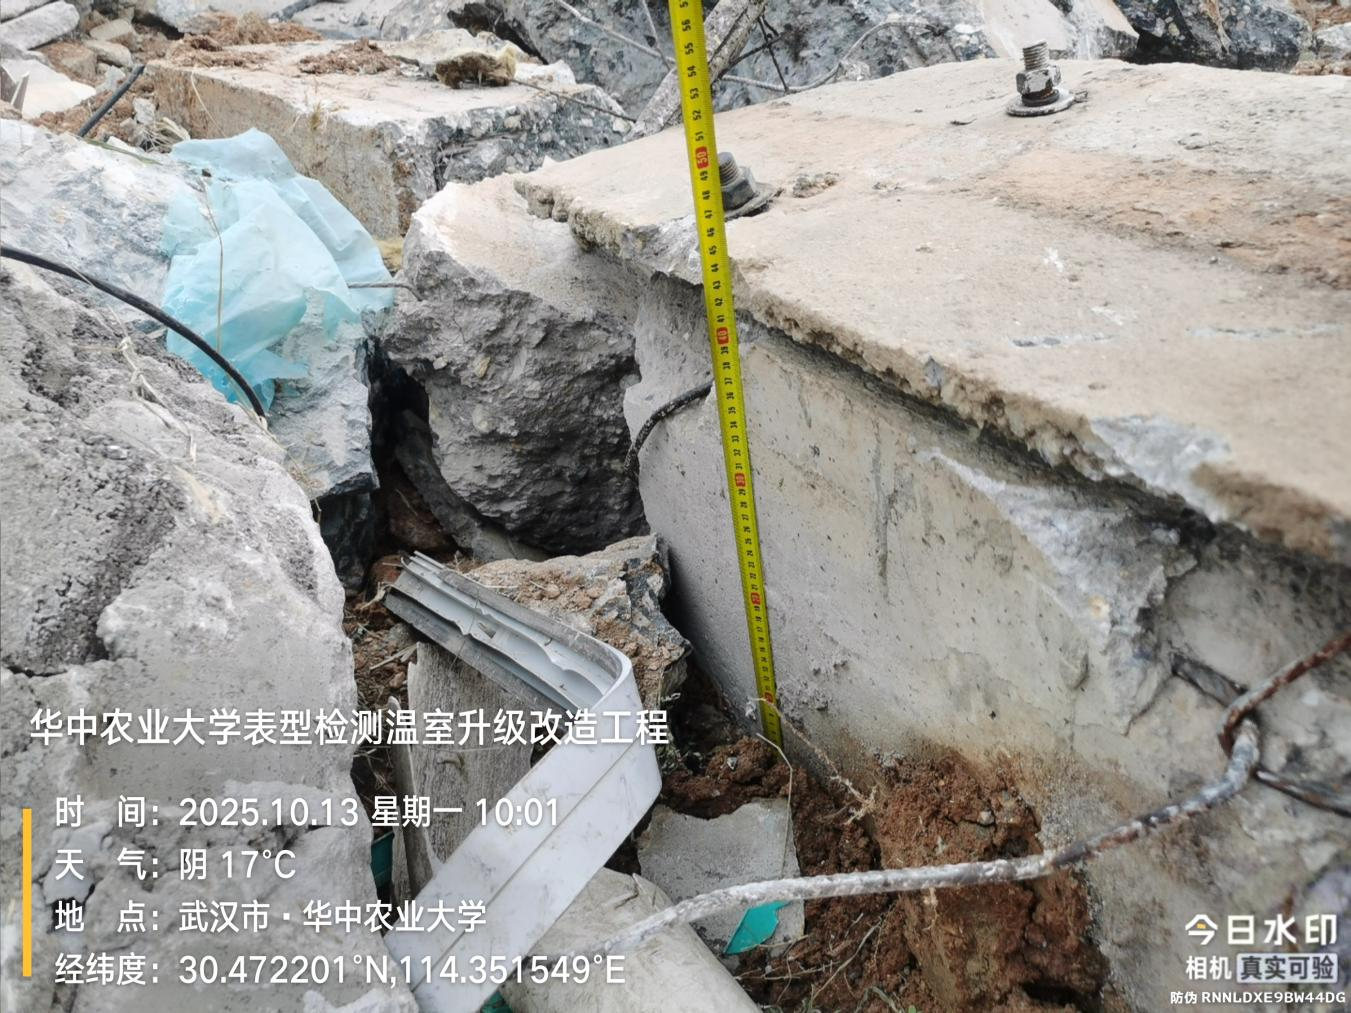 华中农业大学表型检测温室升级改造工程
时 间：2025.10.13 星期一 10:01
天 气：阴 17°C
地 点：武汉市·华中农业大学
经纬度：30.472201°N,114.351549°E
今日水印
相机 真实可验
防伪 RNNLDXE9BW44DG